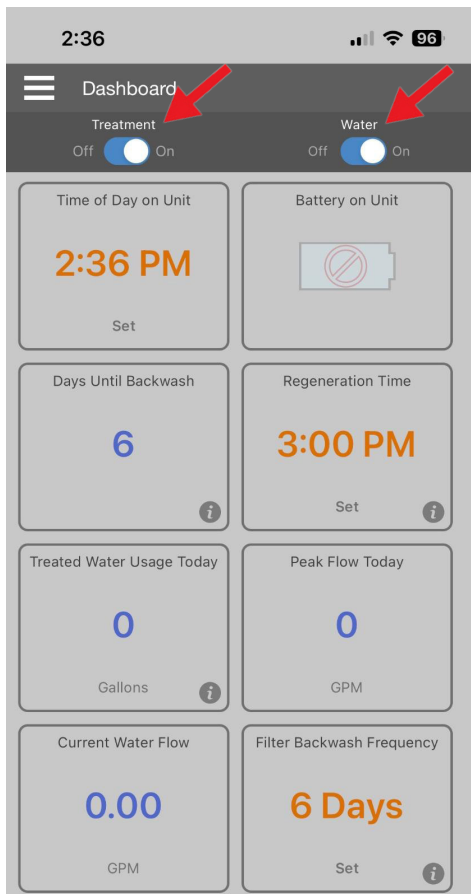 2:36
96
Dashboard
Treatment
Off On
Water
Off On
Time of Day on Unit
2:36 PM
Set
Battery on Unit
Days Until Backwash
6
i
Regeneration Time
3:00 PM
Set
i
Treated Water Usage Today
0
Gallons
i
Peak Flow Today
0
GPM
Current Water Flow
0.00
GPM
Filter Backwash Frequency
6 Days
Set
i